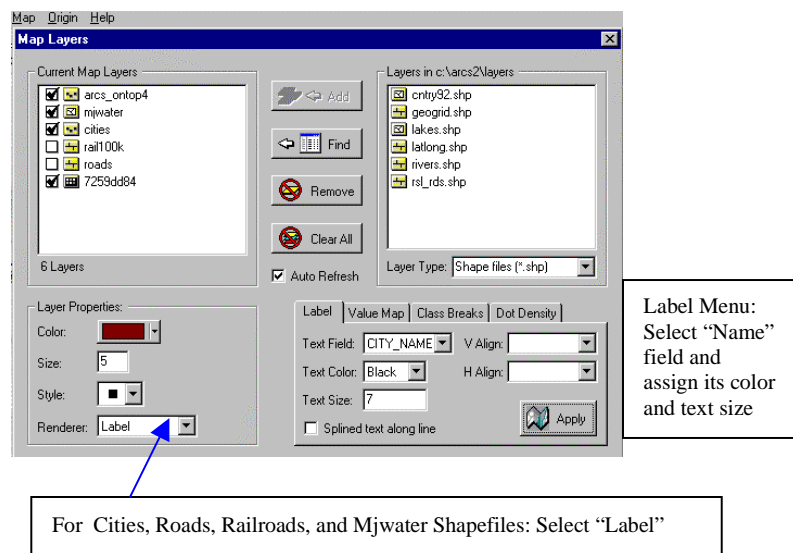 Map Origin Help
Map Layers
Current Map Layers
arcs_ontop4
mjwater
cities
rail100k
roads
7259dd84
6 Layers
Add
Find
Remove
Clear All
Auto Refresh
Layers in c:\arcs2\layers
cntry92.shp
geogrid.shp
lakes.shp
latlong.shp
rivers.shp
rsl_rds.shp
Layer Type: Shape files (*.shp)
Layer Properties:
Color:
Size: 5
Style:
Renderer: Label
Label Value Map Class Breaks Dot Density
Text Field: CITY_NAME V Align:
Text Color: Black H Align:
Text Size: 7
Splined text along line
Apply
Label Menu:
Select “Name”
field and
assign its color
and text size
For Cities, Roads, Railroads, and Mjwater Shapefiles: Select “Label”